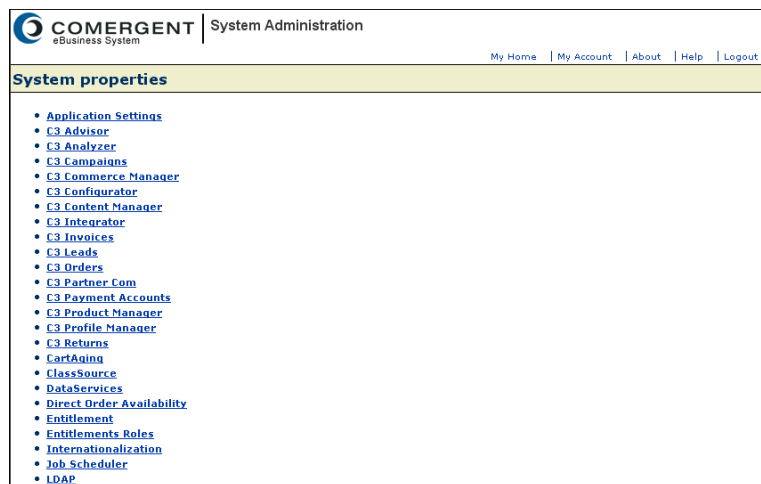 COMERGENT System Administration
eBusiness System
My Home | My Account | About | Help | Logout
System properties
• Application Settings
• C3 Advisor
• C3 Analyzer
• C3 Campaigns
• C3 Commerce Manager
• C3 Configurator
• C3 Content Manager
• C3 Integrator
• C3 Invoices
• C3 Leads
• C3 Orders
• C3 Partner Com
• C3 Payment Accounts
• C3 Product Manager
• C3 Profile Manager
• C3 Returns
• CartAging
• ClassSource
• DataServices
• Direct Order Availability
• Entitlement
• Entitlements Roles
• Internationalization
• Job Scheduler
• LDAP